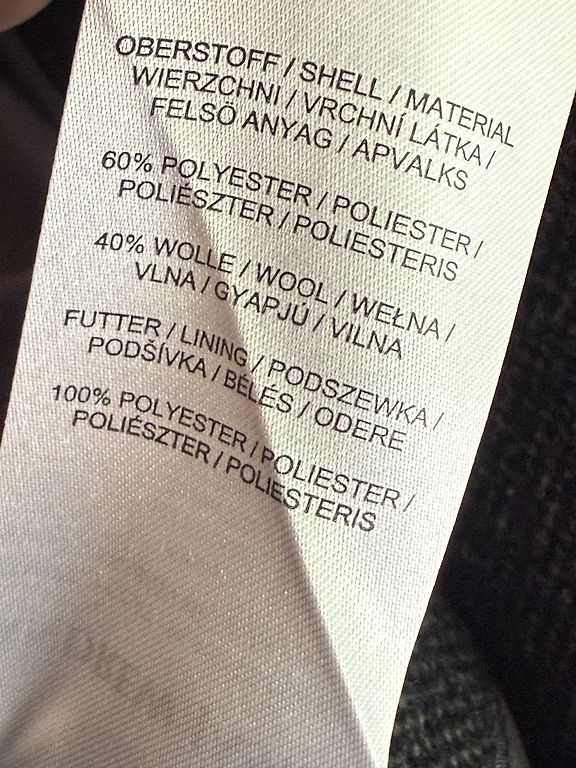 OBERSTOFF / SHELL / MATERIAL
WIERZCHNI / VRCHNÍ LÁTKA /
FELSÖ ANYAG / APVALKS
60% POLYESTER / POLIESTER /
POLIÉSZTER / POLIESTERIS
40% WOLLE / WOOL / WEŁNA /
VLNA / GYAPJÚ / VILNA
FUTTER / LINING / PODSZEWKA /
PODŠÍVKA / BÉLÉS / ODERE
100% POLYESTER / POLIESTER /
POLIÉSZTER / POLIESTERIS